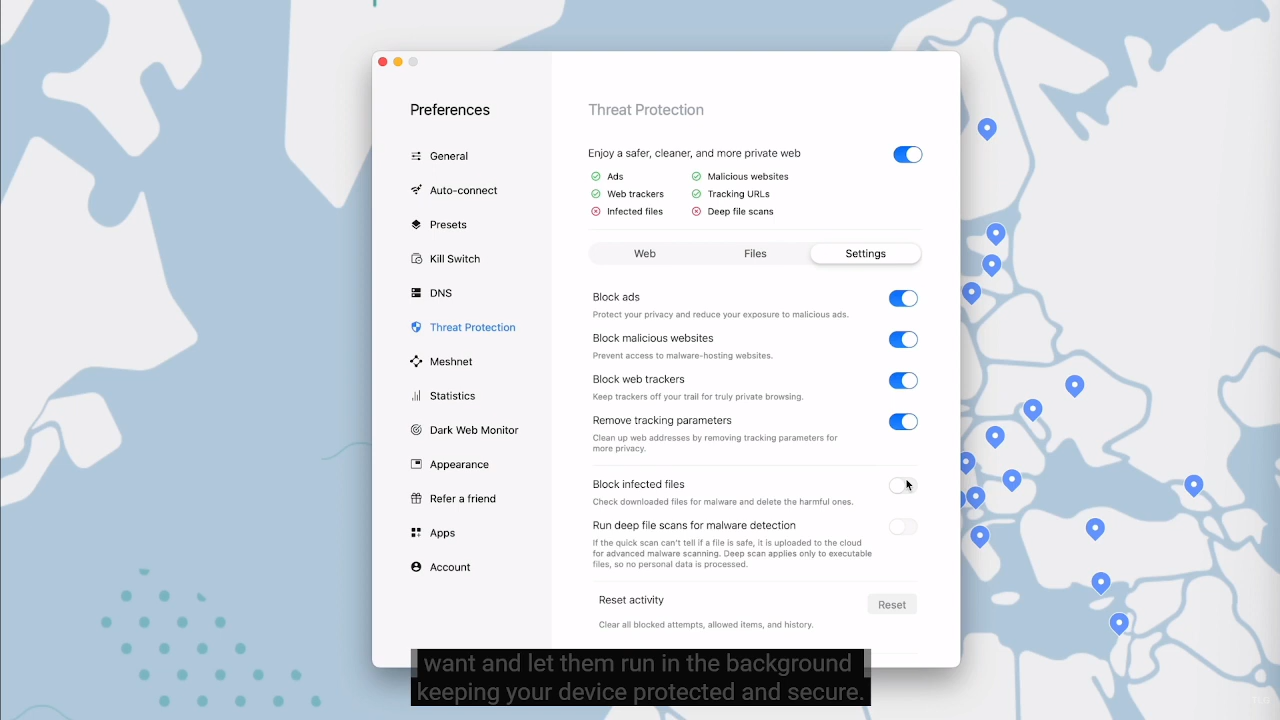 Preferences
General
Auto-connect
Presets
Kill Switch
DNS
Threat Protection
Meshnet
Statistics
Dark Web Monitor
Appearance
Refer a friend
Apps
Account
Threat Protection
Enjoy a safer, cleaner, and more private web
Ads
Malicious websites
Web trackers
Tracking URLs
Infected files
Deep file scans
Web
Files
Settings
Block ads
Protect your privacy and reduce your exposure to malicious ads.
Block malicious websites
Prevent access to malware-hosting websites.
Block web trackers
Keep trackers off your trail for truly private browsing.
Remove tracking parameters
Clean up web addresses by removing tracking parameters for
more privacy.
Block infected files
Check downloaded files for malware and delete the harmful ones.
Run deep file scans for malware detection
If the quick scan can't tell if a file is safe, it is uploaded to the cloud
for advanced malware scanning. Deep scan applies only to executable
files, so no personal data is processed.
Reset activity
Reset
Clear all blocked attempts, allowed items, and history.
want and let them run in the background
keeping your device protected and secure.